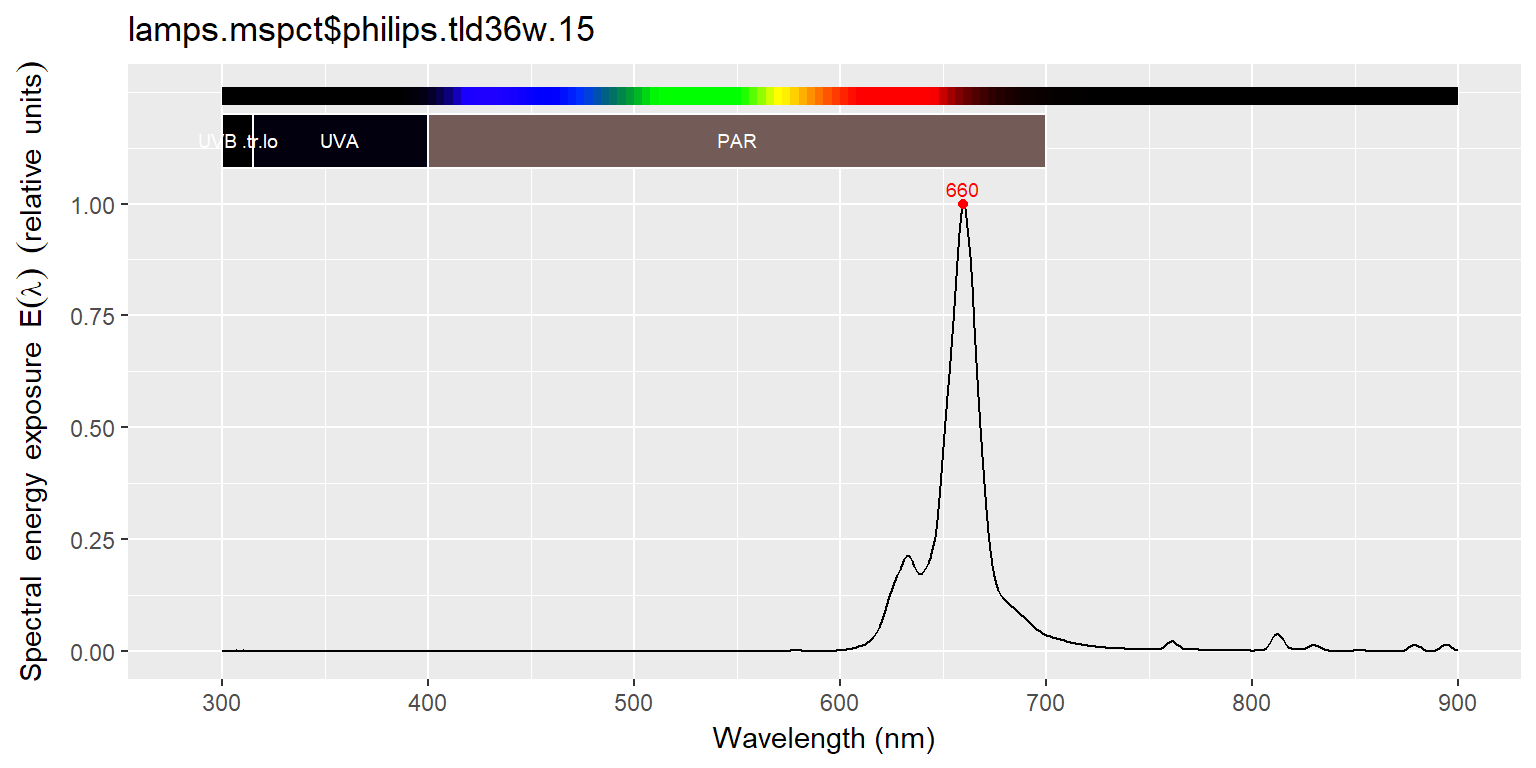 lamps.mspct$philips.tld36w.15
UVB .tr.lo UVA PAR
660
1.00
0.75
0.50
0.25
0.00
Spectral energy exposure E(λ) (relative units)
300 400 500 600 700 800 900
Wavelength (nm)